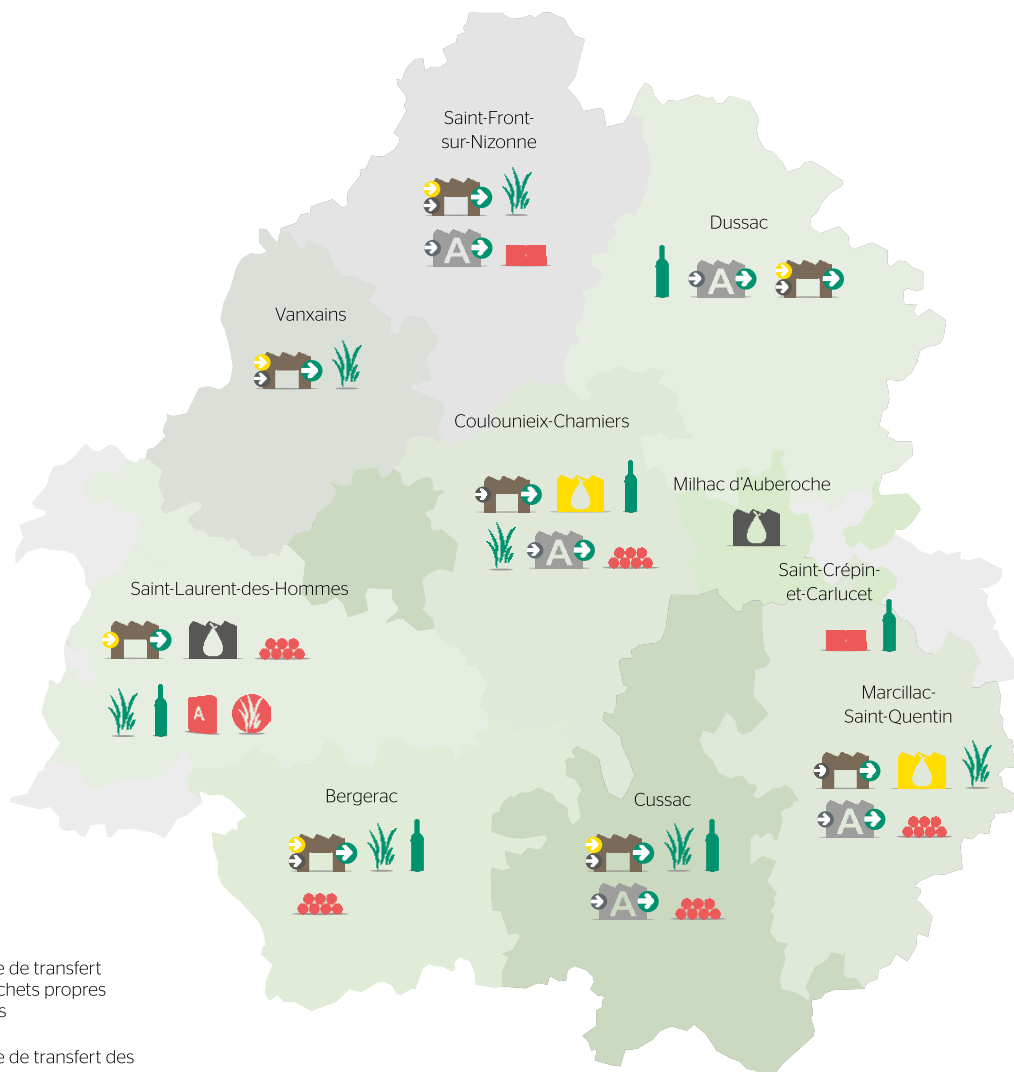 Saint-Front-
sur-Nizonne
A
Dussac
A
Vanxains
Coulounieix-Chamiers
A
Milhac d'Auberoche
Saint-Crépin-
et-Carlucet
Saint-Laurent-des-Hommes
A
Marcillac-
Saint-Quentin
A
Bergerac
Cussac
A
e de transfert
chets propres
s
e de transfert des